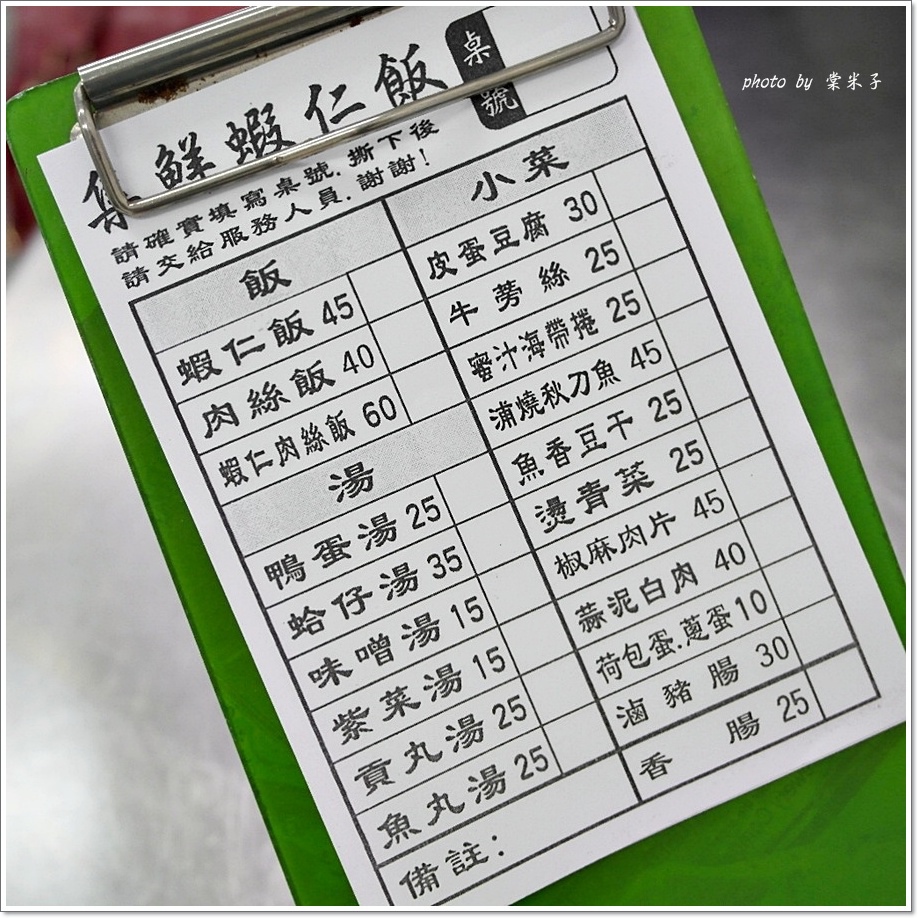 集鮮蝦仁飯
桌號
請確實填寫桌號.撕下後
請交給服務人員.謝謝!
飯
蝦仁飯 45
肉絲飯 40
蝦仁肉絲飯 60
湯
鴨蛋湯 25
蛤仔湯 35
味噌湯 15
紫菜湯 15
貢丸湯 25
魚丸湯 25
備註:
小菜
皮蛋豆腐 30
牛蒡絲 25
蜜汁海帶捲 25
浦燒秋刀魚 45
魚香豆干 25
燙青菜 25
椒麻肉片 45
蒜泥白肉 40
荷包蛋.蔥蛋 10
滷豬腸 30
香腸 25
photo by 棠米子